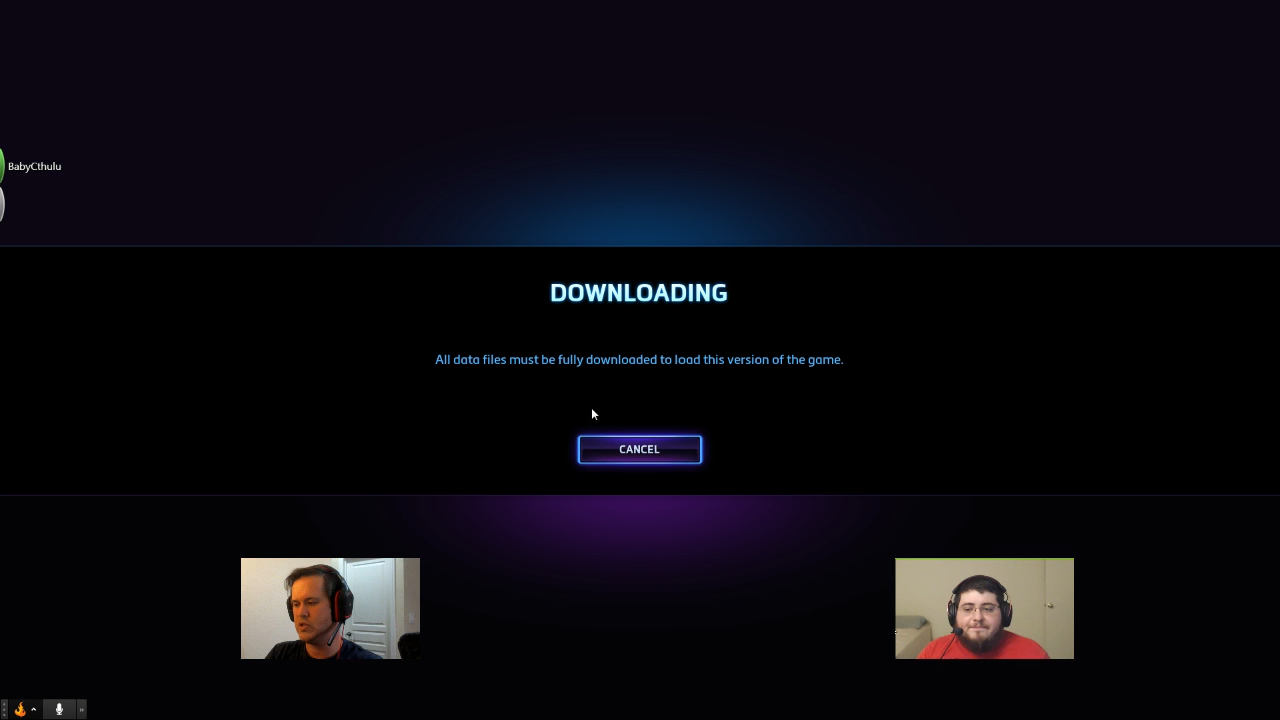 BabyCthulu
DOWNLOADING
All data files must be fully downloaded to load this version of the game.
CANCEL